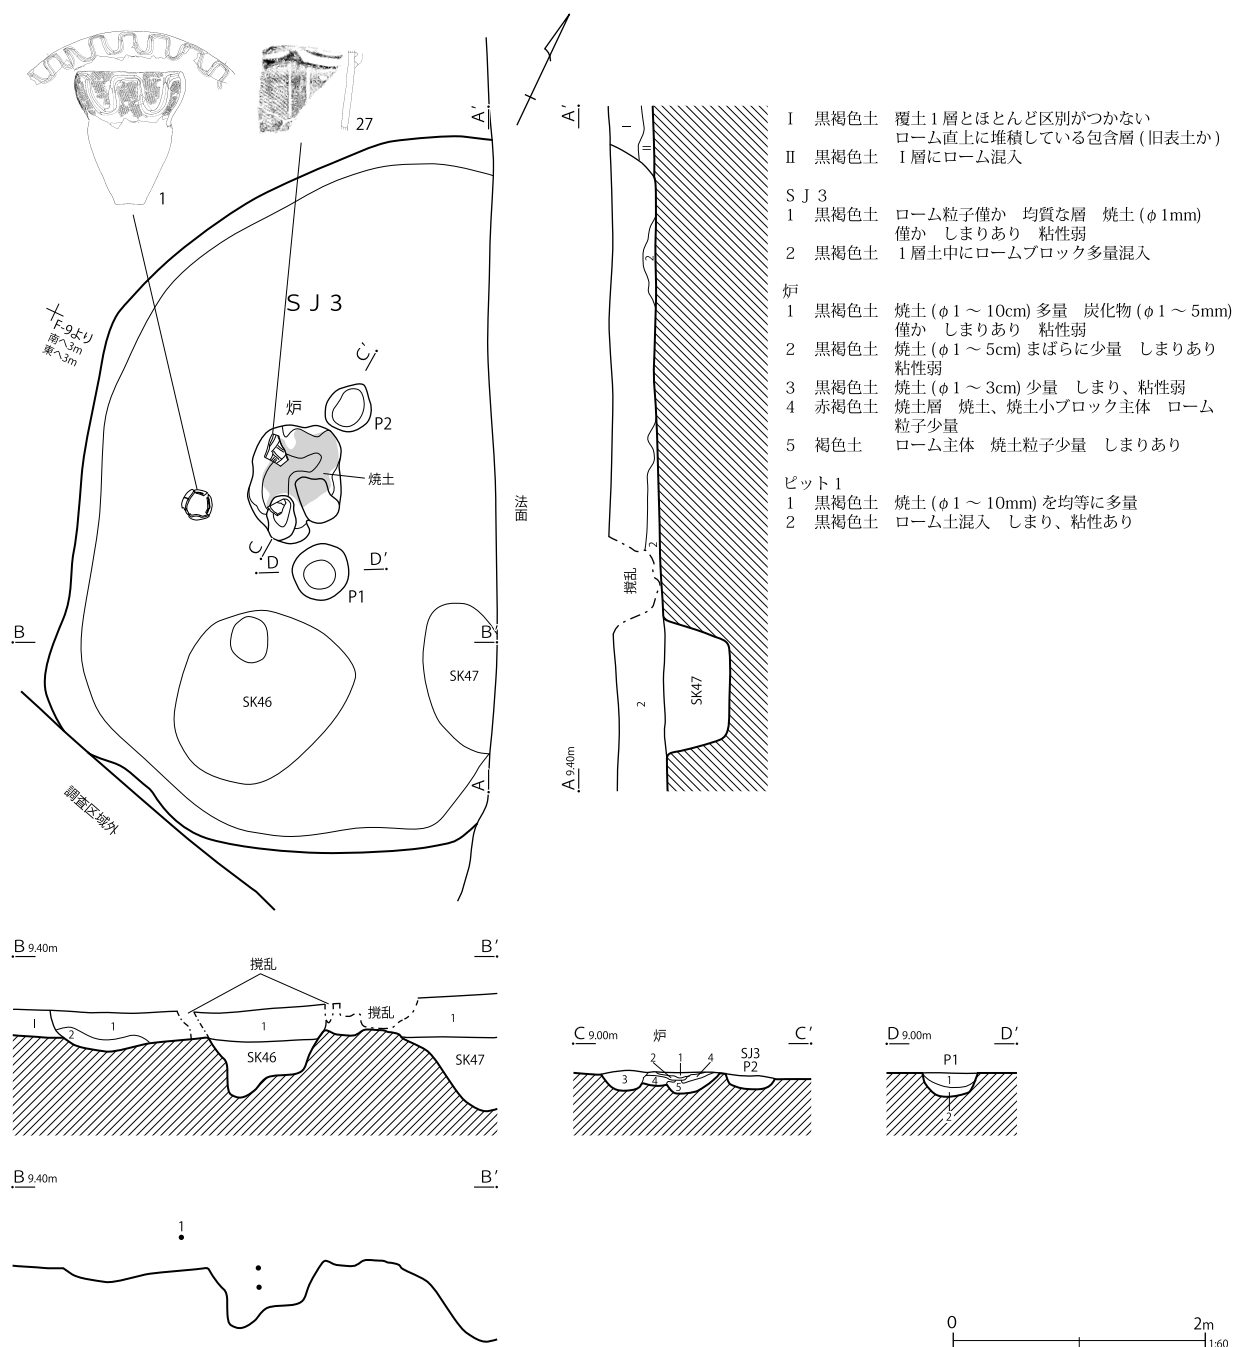 1
27
A′
ＳＪ３
F-9より
南へ3m
東へ3m
C′
炉
P2
焼土
法面
C
D
D′
P1
B
B′
SK46
SK47
A
調査区域外
A′
Ⅰ
Ⅱ
2
2
撹乱
2
SK47
A 9.40m
Ⅰ 黒褐色土 覆土１層とほとんど区別がつかない
ローム直上に堆積している包含層 ( 旧表土か )
Ⅱ 黒褐色土 Ⅰ層にローム混入
ＳＪ３
1 黒褐色土 ローム粒子僅か 均質な層 焼土 (φ1mm)
僅か しまりあり 粘性弱
2 黒褐色土 １層土中にロームブロック多量混入
炉
1 黒褐色土 焼土 (φ1 ～ 10cm) 多量 炭化物 (φ1 ～ 5mm)
僅か しまりあり 粘性弱
2 黒褐色土 焼土 (φ1 ～ 5cm) まばらに少量 しまりあり
粘性弱
3 黒褐色土 焼土 (φ1 ～ 3cm) 少量 しまり、粘性弱
4 赤褐色土 焼土層 焼土、焼土小ブロック主体 ローム
粒子少量
5 褐色土 ローム主体 焼土粒子少量 しまりあり
ピット１
1 黒褐色土 焼土 (φ1 ～ 10mm) を均等に多量
2 黒褐色土 ローム土混入 しまり、粘性あり
B 9.40m
B′
撹乱
撹乱
Ⅰ
2
1
1
1
SK46
SK47
C 9.00m
炉
C′
2
1
4
SJ3
P2
3
4
5
D 9.00m
D′
P1
1
2
B 9.40m
B′
1
0
2m
1:60